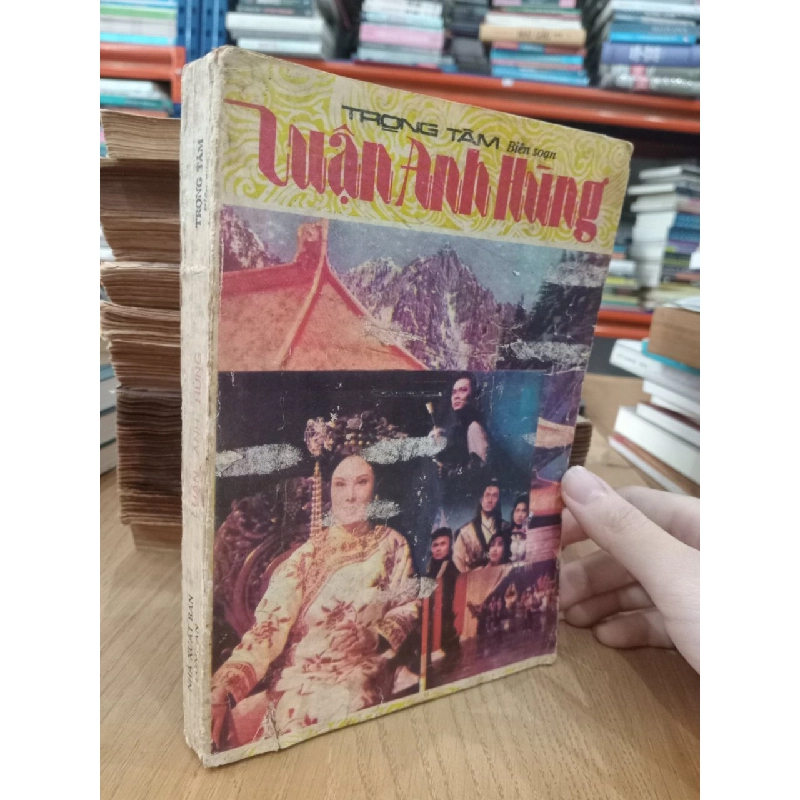 TRỌNG TÂM
Biên soạn
Luận Anh Hùng
TRỌNG TÂM
NHÀ XUẤT BẢN